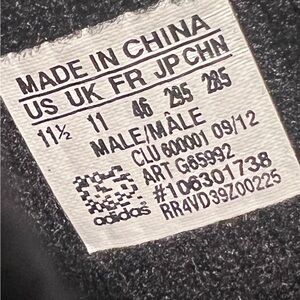 MADE IN CHINA
US UK FR JP CHN
11½ 11 46 295 285
MALE/MÂLE
CLU 600001 09/12
ART G65992
#106301738
RR4VD39Z00225
adidas